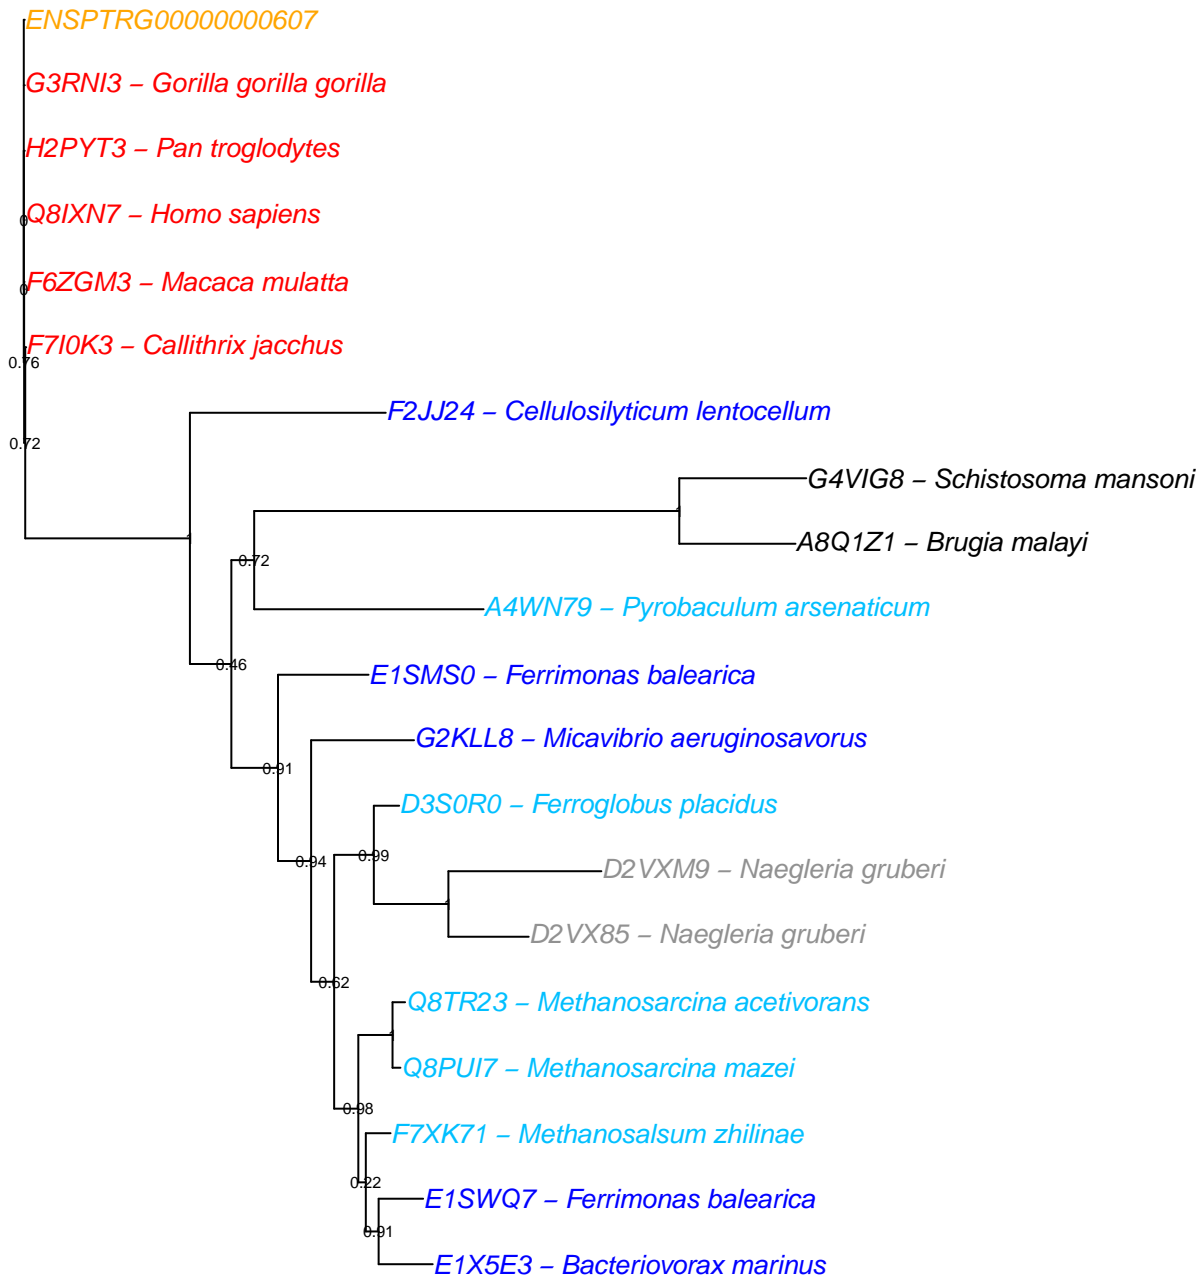 ENSPTRG00000000607
G3RNI3 – Gorilla gorilla gorilla
H2PYT3 – Pan troglodytes
Q8IXN7 – Homo sapiens
0
F6ZGM3 – Macaca mulatta
0
F7I0K3 – Callithrix jacchus
0.76
F2JJ24 – Cellulosilyticum lentocellum
0.72
G4VIG8 – Schistosoma mansoni
1
1
A8Q1Z1 – Brugia malayi
0.72
A4WN79 – Pyrobaculum arsenaticum
0.46
E1SMS0 – Ferrimonas balearica
G2KLL8 – Micavibrio aeruginosavorus
0.91
D3S0R0 – Ferroglobus placidus
0.99
0.94
D2VXM9 – Naegleria gruberi
1
D2VX85 – Naegleria gruberi
0.62
Q8TR23 – Methanosarcina acetivorans
1
Q8PUI7 – Methanosarcina mazei
0.98
F7XK71 – Methanosalsum zhilinae
0.22
E1SWQ7 – Ferrimonas balearica
0.91
E1X5E3 – Bacteriovorax marinus